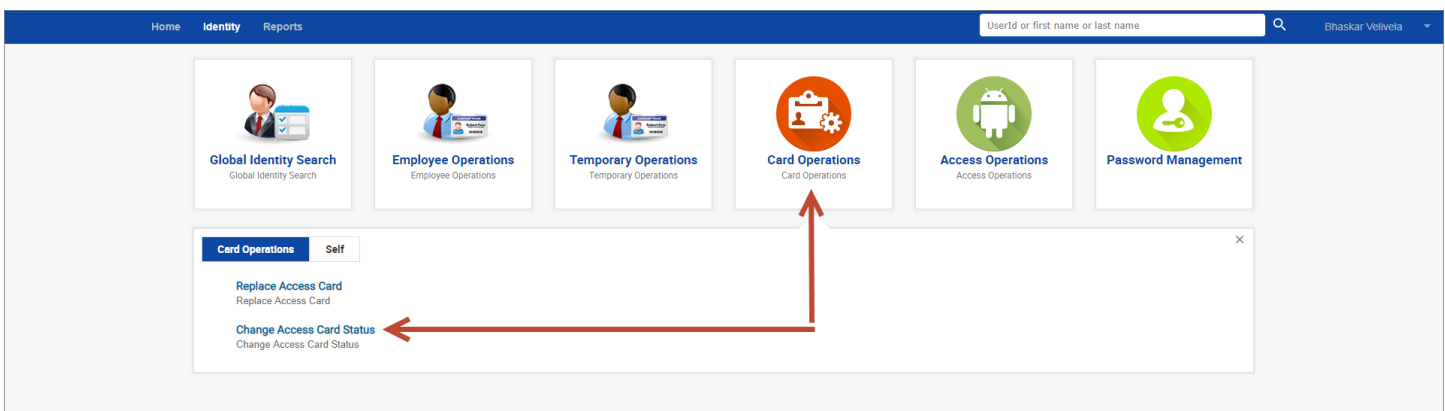 Home Identity Reports
UserId or first name or last name
Bhaskar Velivela
Global Identity Search
Global Identity Search
Employee Operations
Employee Operations
Temporary Operations
Temporary Operations
Card Operations
Card Operations
Access Operations
Access Operations
Password Management
Card Operations Self
Replace Access Card
Replace Access Card
Change Access Card Status
Change Access Card Status